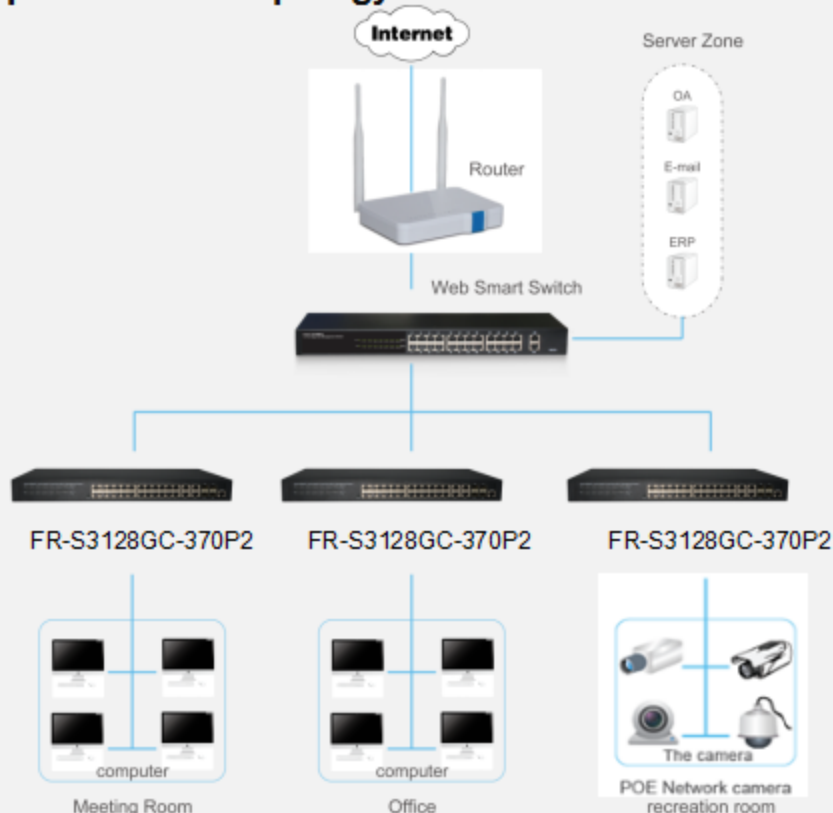 Internet
Server Zone
OA
Router
E-mail
ERP
Web Smart Switch
FR-S3128GC-370P2
FR-S3128GC-370P2
FR-S3128GC-370P2
computer
computer
The camera
POE Network camera
Meeting Room
Office
recreation room